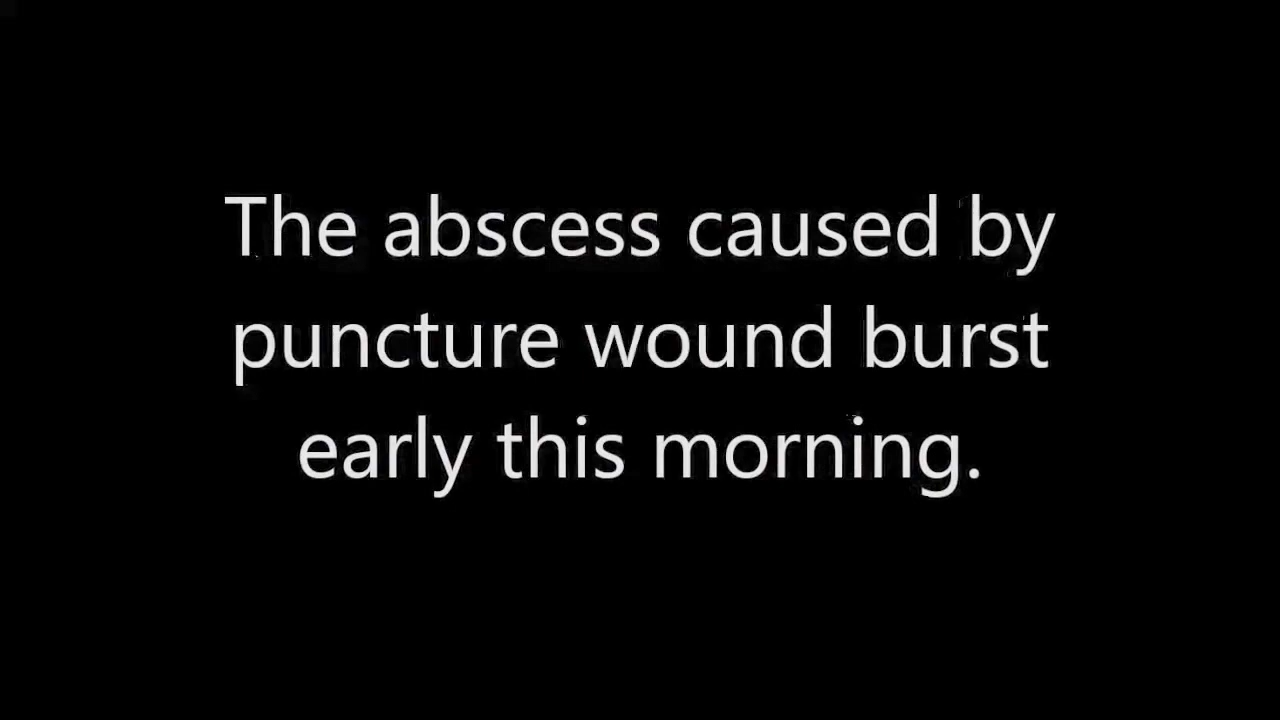 The abscess caused by
puncture wound burst
early this morning.